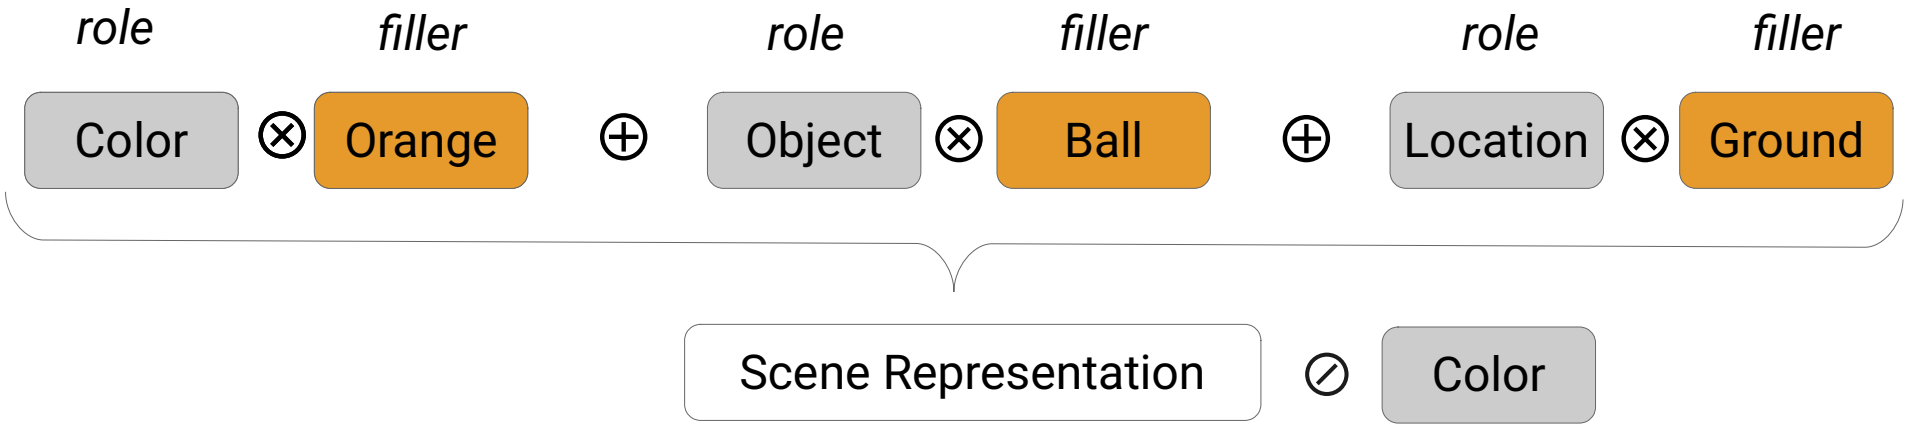 role filler role filler role filler
Color ⊗ Orange ⊕ Object ⊗ Ball ⊕ Location ⊗ Ground
Scene Representation ⊘ Color